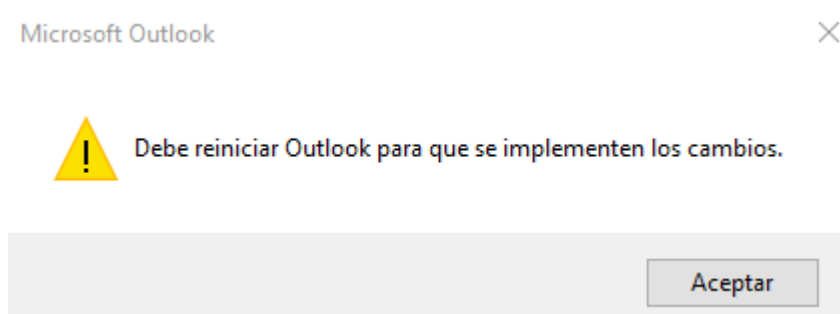 Microsoft Outlook
Debe reiniciar Outlook para que se implementen los cambios.
Aceptar